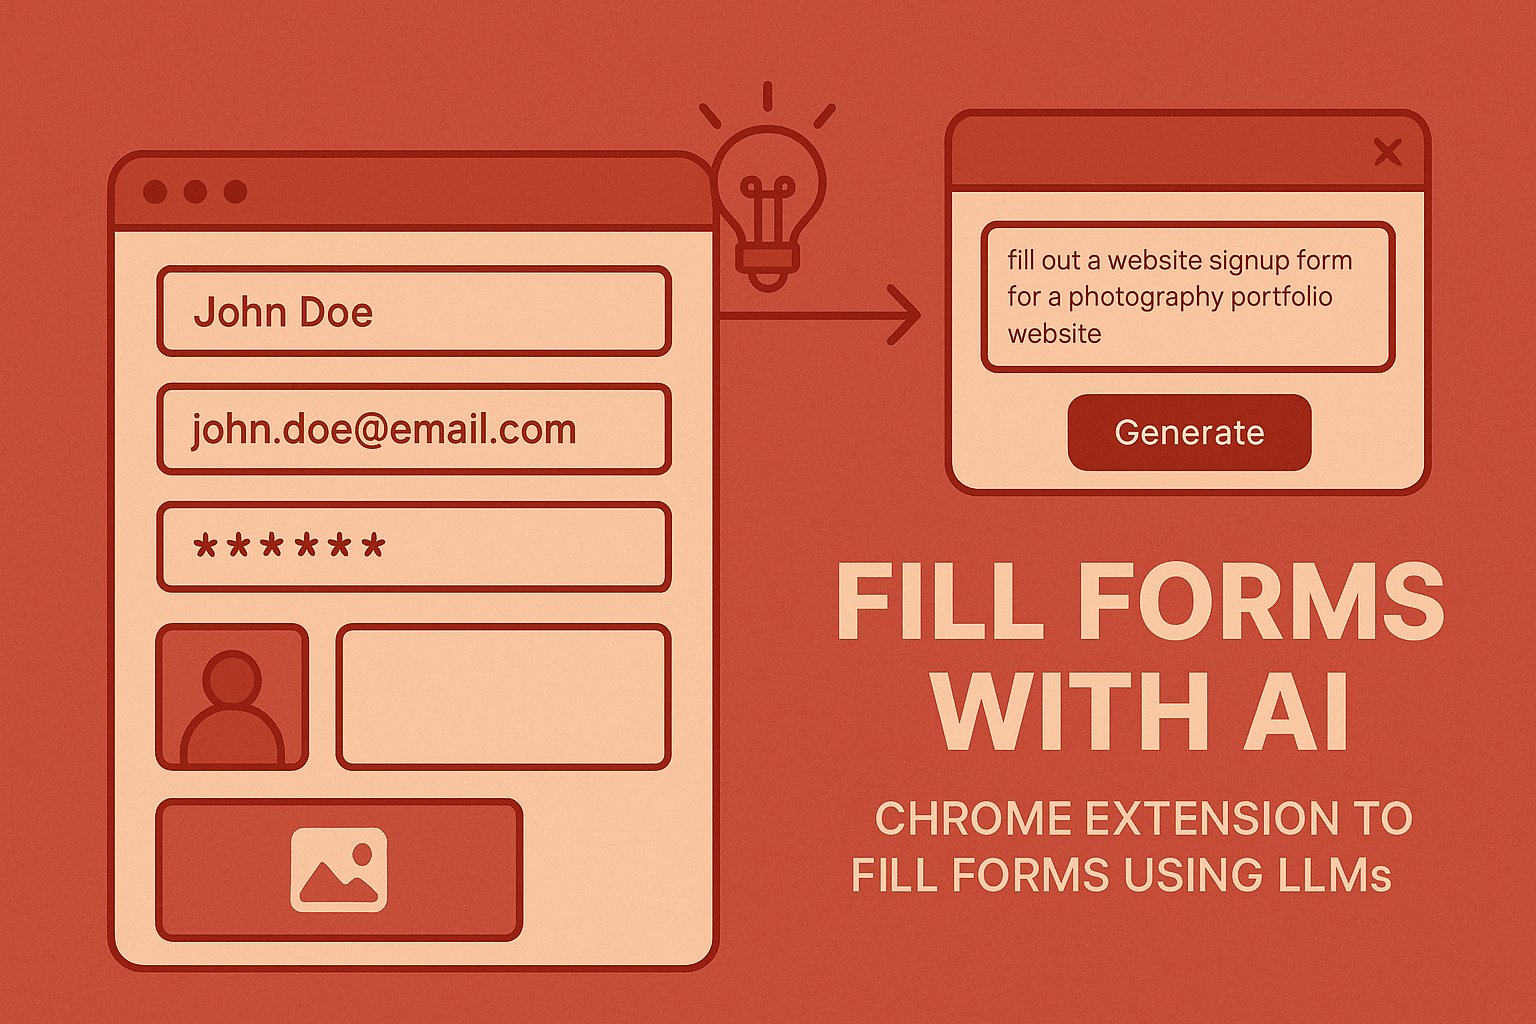 John Doe
john.doe@email.com
******
fill out a website signup form
for a photography portfolio
website
Generate
FILL FORMS
WITH AI
CHROME EXTENSION TO
FILL FORMS USING LLMs